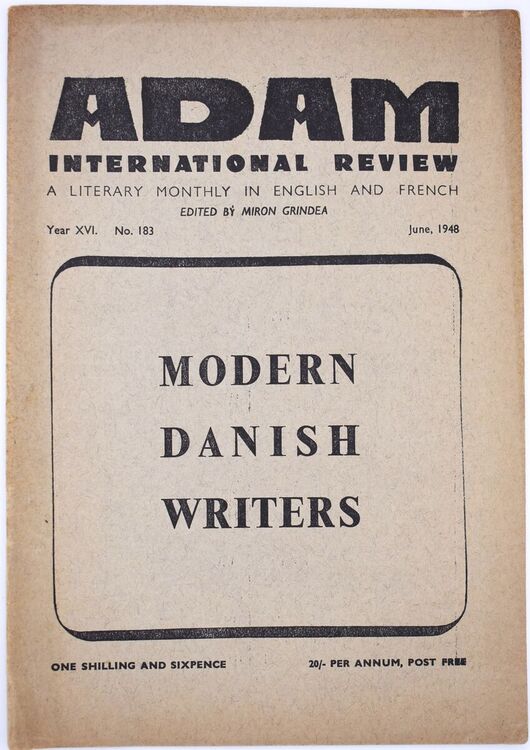 ADAM
INTERNATIONAL REVIEW
A LITERARY MONTHLY IN ENGLISH AND FRENCH
EDITED BY MIRON GRINDEA
Year XVI. No. 183 June, 1948
MODERN
DANISH
WRITERS
ONE SHILLING AND SIXPENCE 20/- PER ANNUM, POST FREE